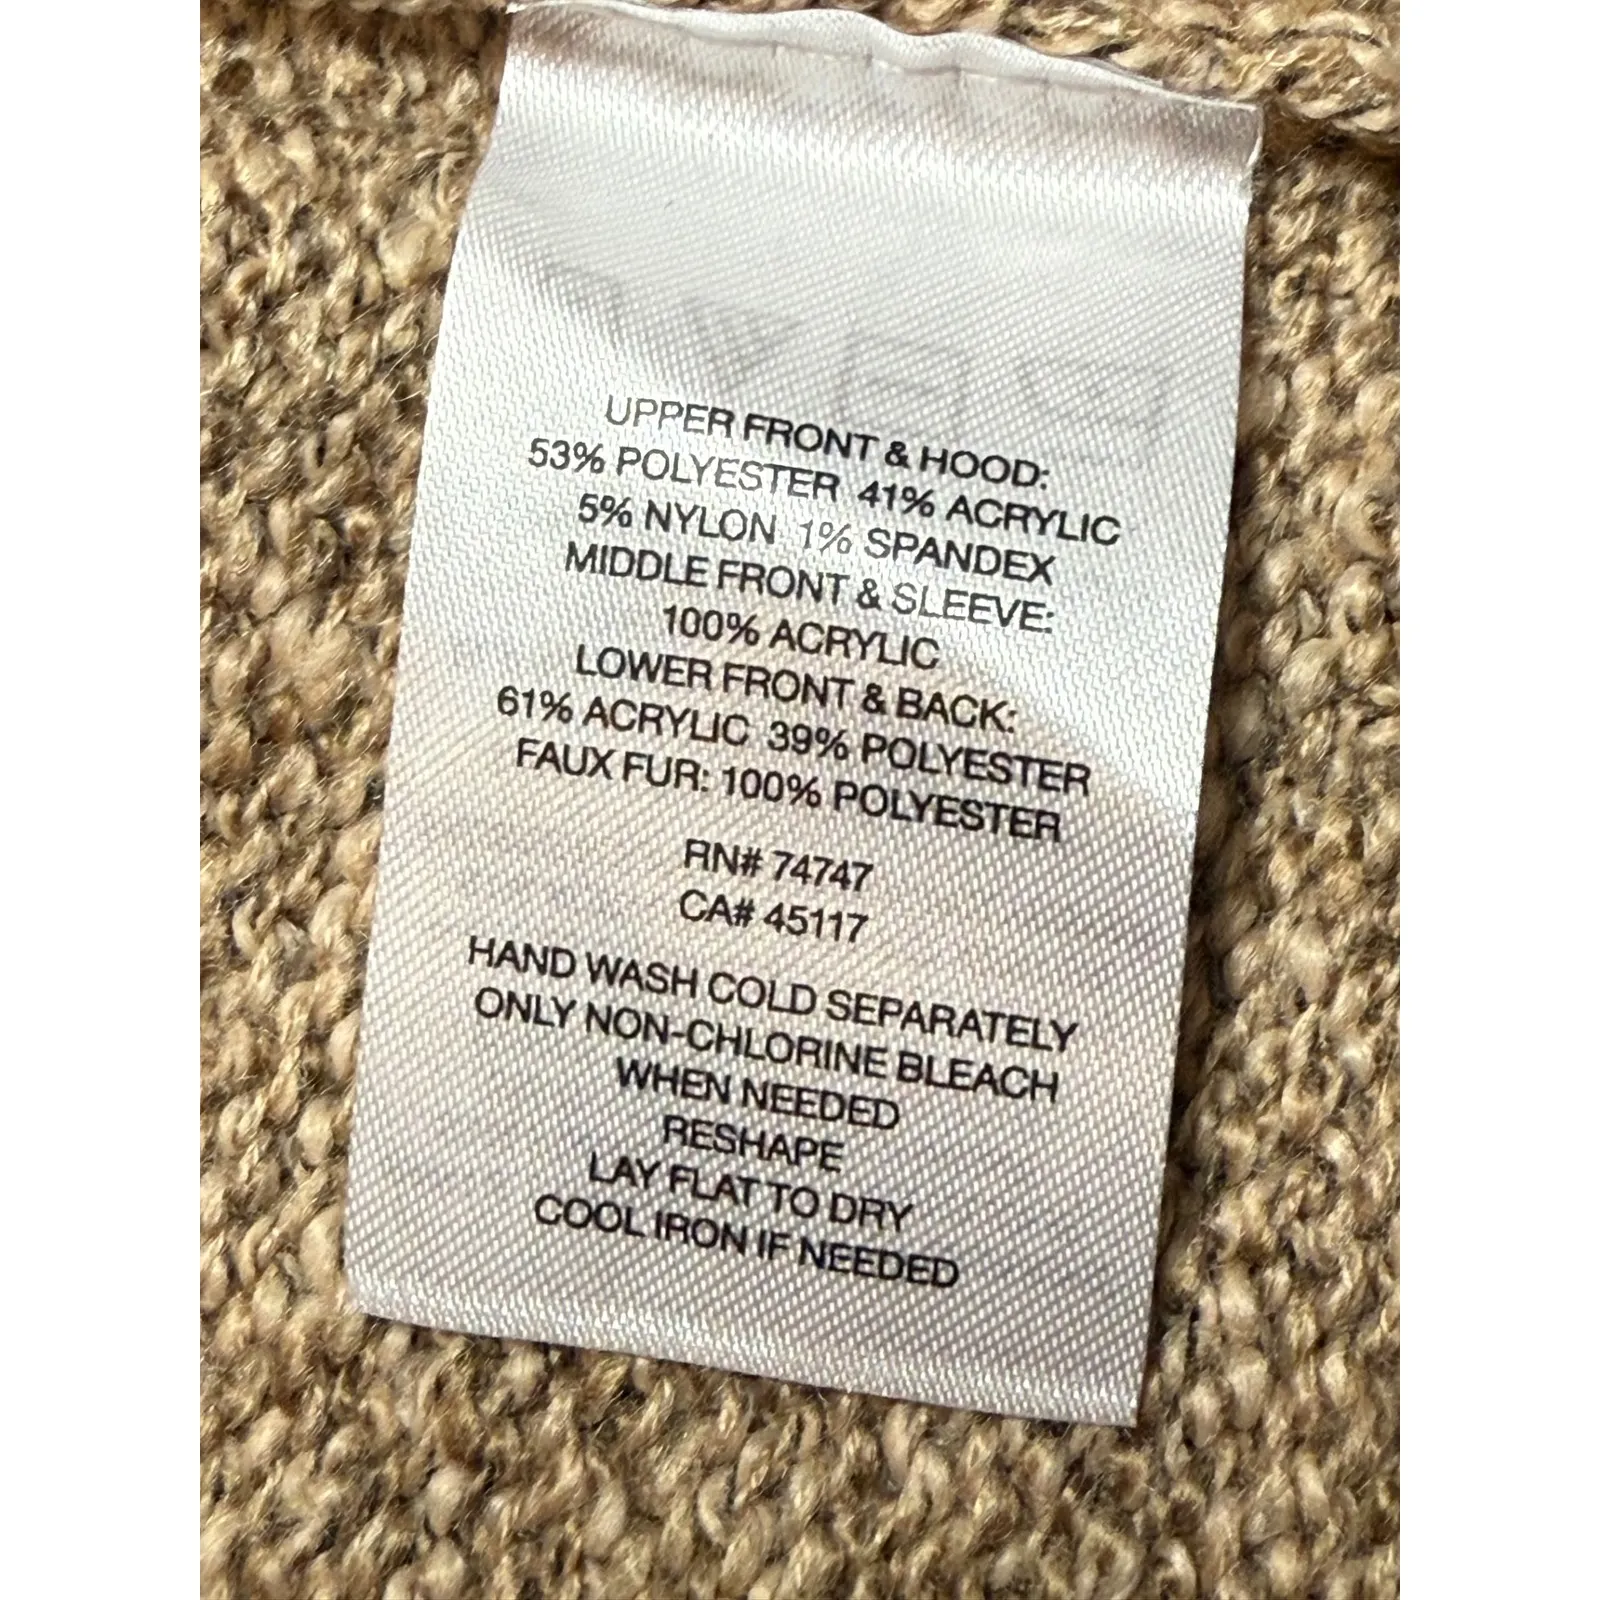 UPPER FRONT & HOOD:
53% POLYESTER 41% ACRYLIC
5% NYLON 1% SPANDEX
MIDDLE FRONT & SLEEVE:
100% ACRYLIC
LOWER FRONT & BACK:
61% ACRYLIC 39% POLYESTER
FAUX FUR: 100% POLYESTER
RN# 74747
CA# 45117
HAND WASH COLD SEPARATELY
ONLY NON-CHLORINE BLEACH
WHEN NEEDED
RESHAPE
LAY FLAT TO DRY
COOL IRON IF NEEDED